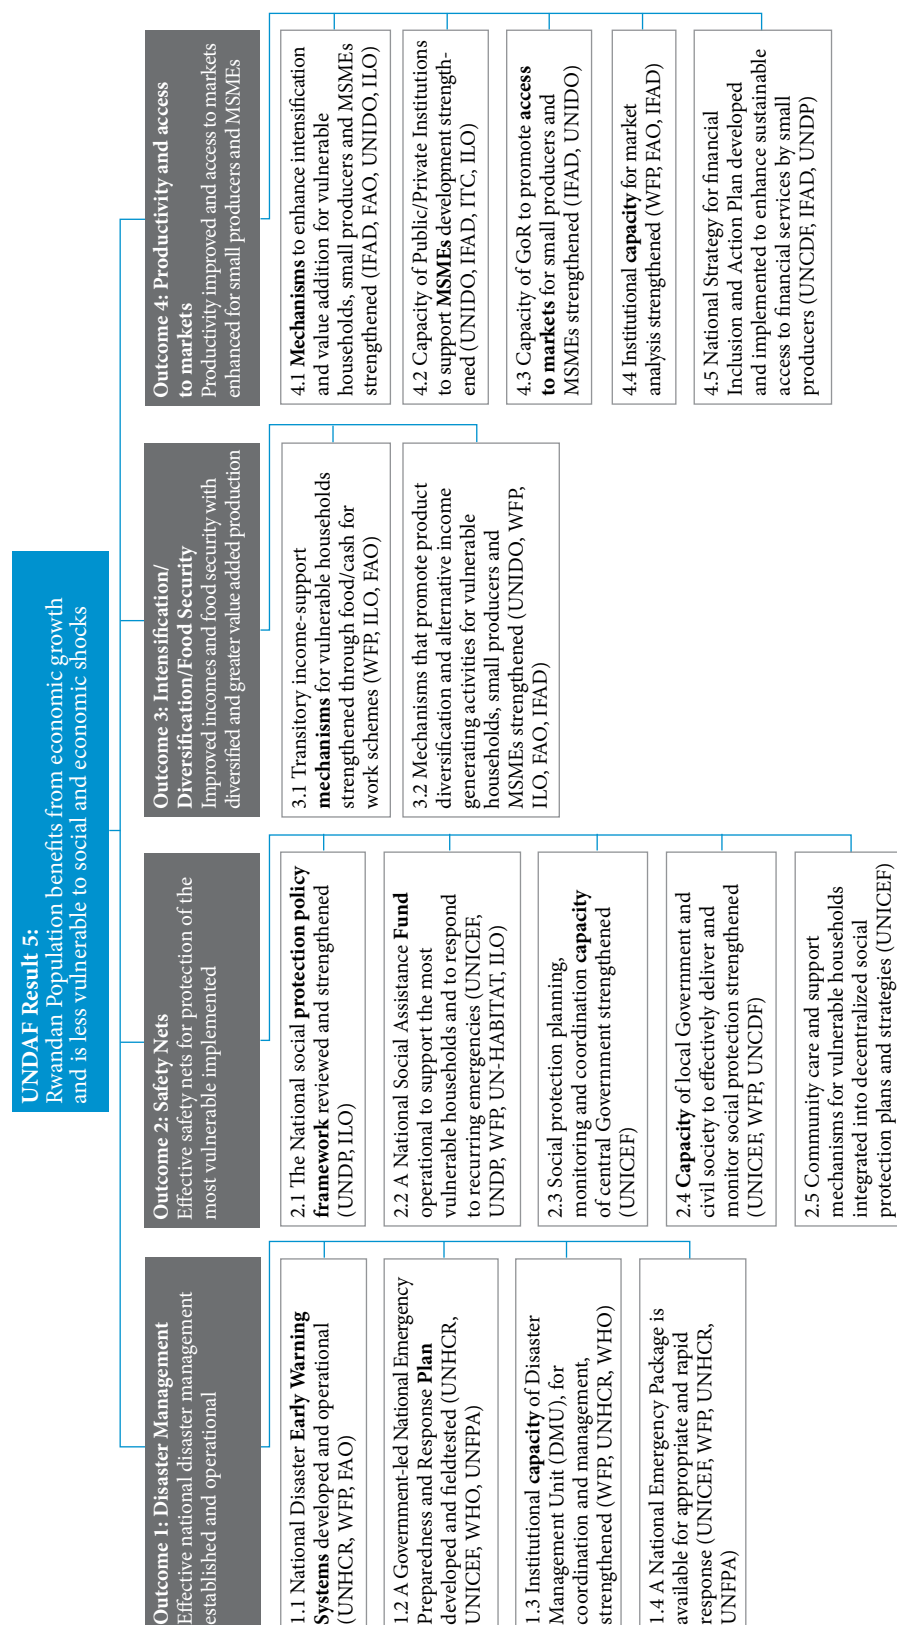 UNDAF Result 5:
Rwandan Population benefits from economic growth
and is less vulnerable to social and economic shocks
Outcome 1: Disaster Management
Effective national disaster management
established and operational
1.1 National Disaster Early Warning
Systems developed and operational
(UNHCR, WFP, FAO)
1.2 A Government-led National Emergency
Preparedness and Response Plan
developed and fieldtested (UNHCR,
UNICEF, WHO, UNFPA)
1.3 Institutional capacity of Disaster
Management Unit (DMU), for
coordination and management,
strengthened (WFP, UNHCR, WHO)
1.4 A National Emergency Package is
available for appropriate and rapid
response (UNICEF, WFP, UNHCR,
UNFPA)
Outcome 2: Safety Nets
Effective safety nets for protection of the
most vulnerable implemented
2.1 The National social protection policy
framework reviewed and strengthened
(UNDP, ILO)
2.2 A National Social Assistance Fund
operational to support the most
vulnerable households and to respond
to recurring emergencies (UNICEF,
UNDP, WFP, UN-HABITAT, ILO)
2.3 Social protection planning,
monitoring and coordination capacity
of central Government strengthened
(UNICEF)
2.4 Capacity of local Government and
civil society to effectively deliver and
monitor social protection strengthened
(UNICEF, WFP, UNCDF)
2.5 Community care and support
mechanisms for vulnerable households
integrated into decentralized social
protection plans and strategies (UNICEF)
Outcome 3: Intensification/
Diversification/Food Security
Improved incomes and food security with
diversified and greater value added production
3.1 Transitory income-support
mechanisms for vulnerable households
strengthened through food/cash for
work schemes (WFP, ILO, FAO)
3.2 Mechanisms that promote product
diversification and alternative income
generating activities for vulnerable
households, small producers and
MSMEs strengthened (UNIDO, WFP,
ILO, FAO, IFAD)
Outcome 4: Productivity and access
to markets
Productivity improved and access to markets
enhanced for small producers and MSMEs
4.1 Mechanisms to enhance intensification
and value addition for vulnerable
households, small producers and MSMEs
strengthened (IFAD, FAO, UNIDO, ILO)
4.2 Capacity of Public/Private Institutions
to support MSMEs development strength-
ened (UNIDO, IFAD, ITC, ILO)
4.3 Capacity of GoR to promote access
to markets for small producers and
MSMEs strengthened (IFAD, UNIDO)
4.4 Institutional capacity for market
analysis strengthened (WFP, FAO, IFAD)
4.5 National Strategy for financial
Inclusion and Action Plan developed
and implemented to enhance sustainable
access to financial services by small
producers (UNCDF, IFAD, UNDP)